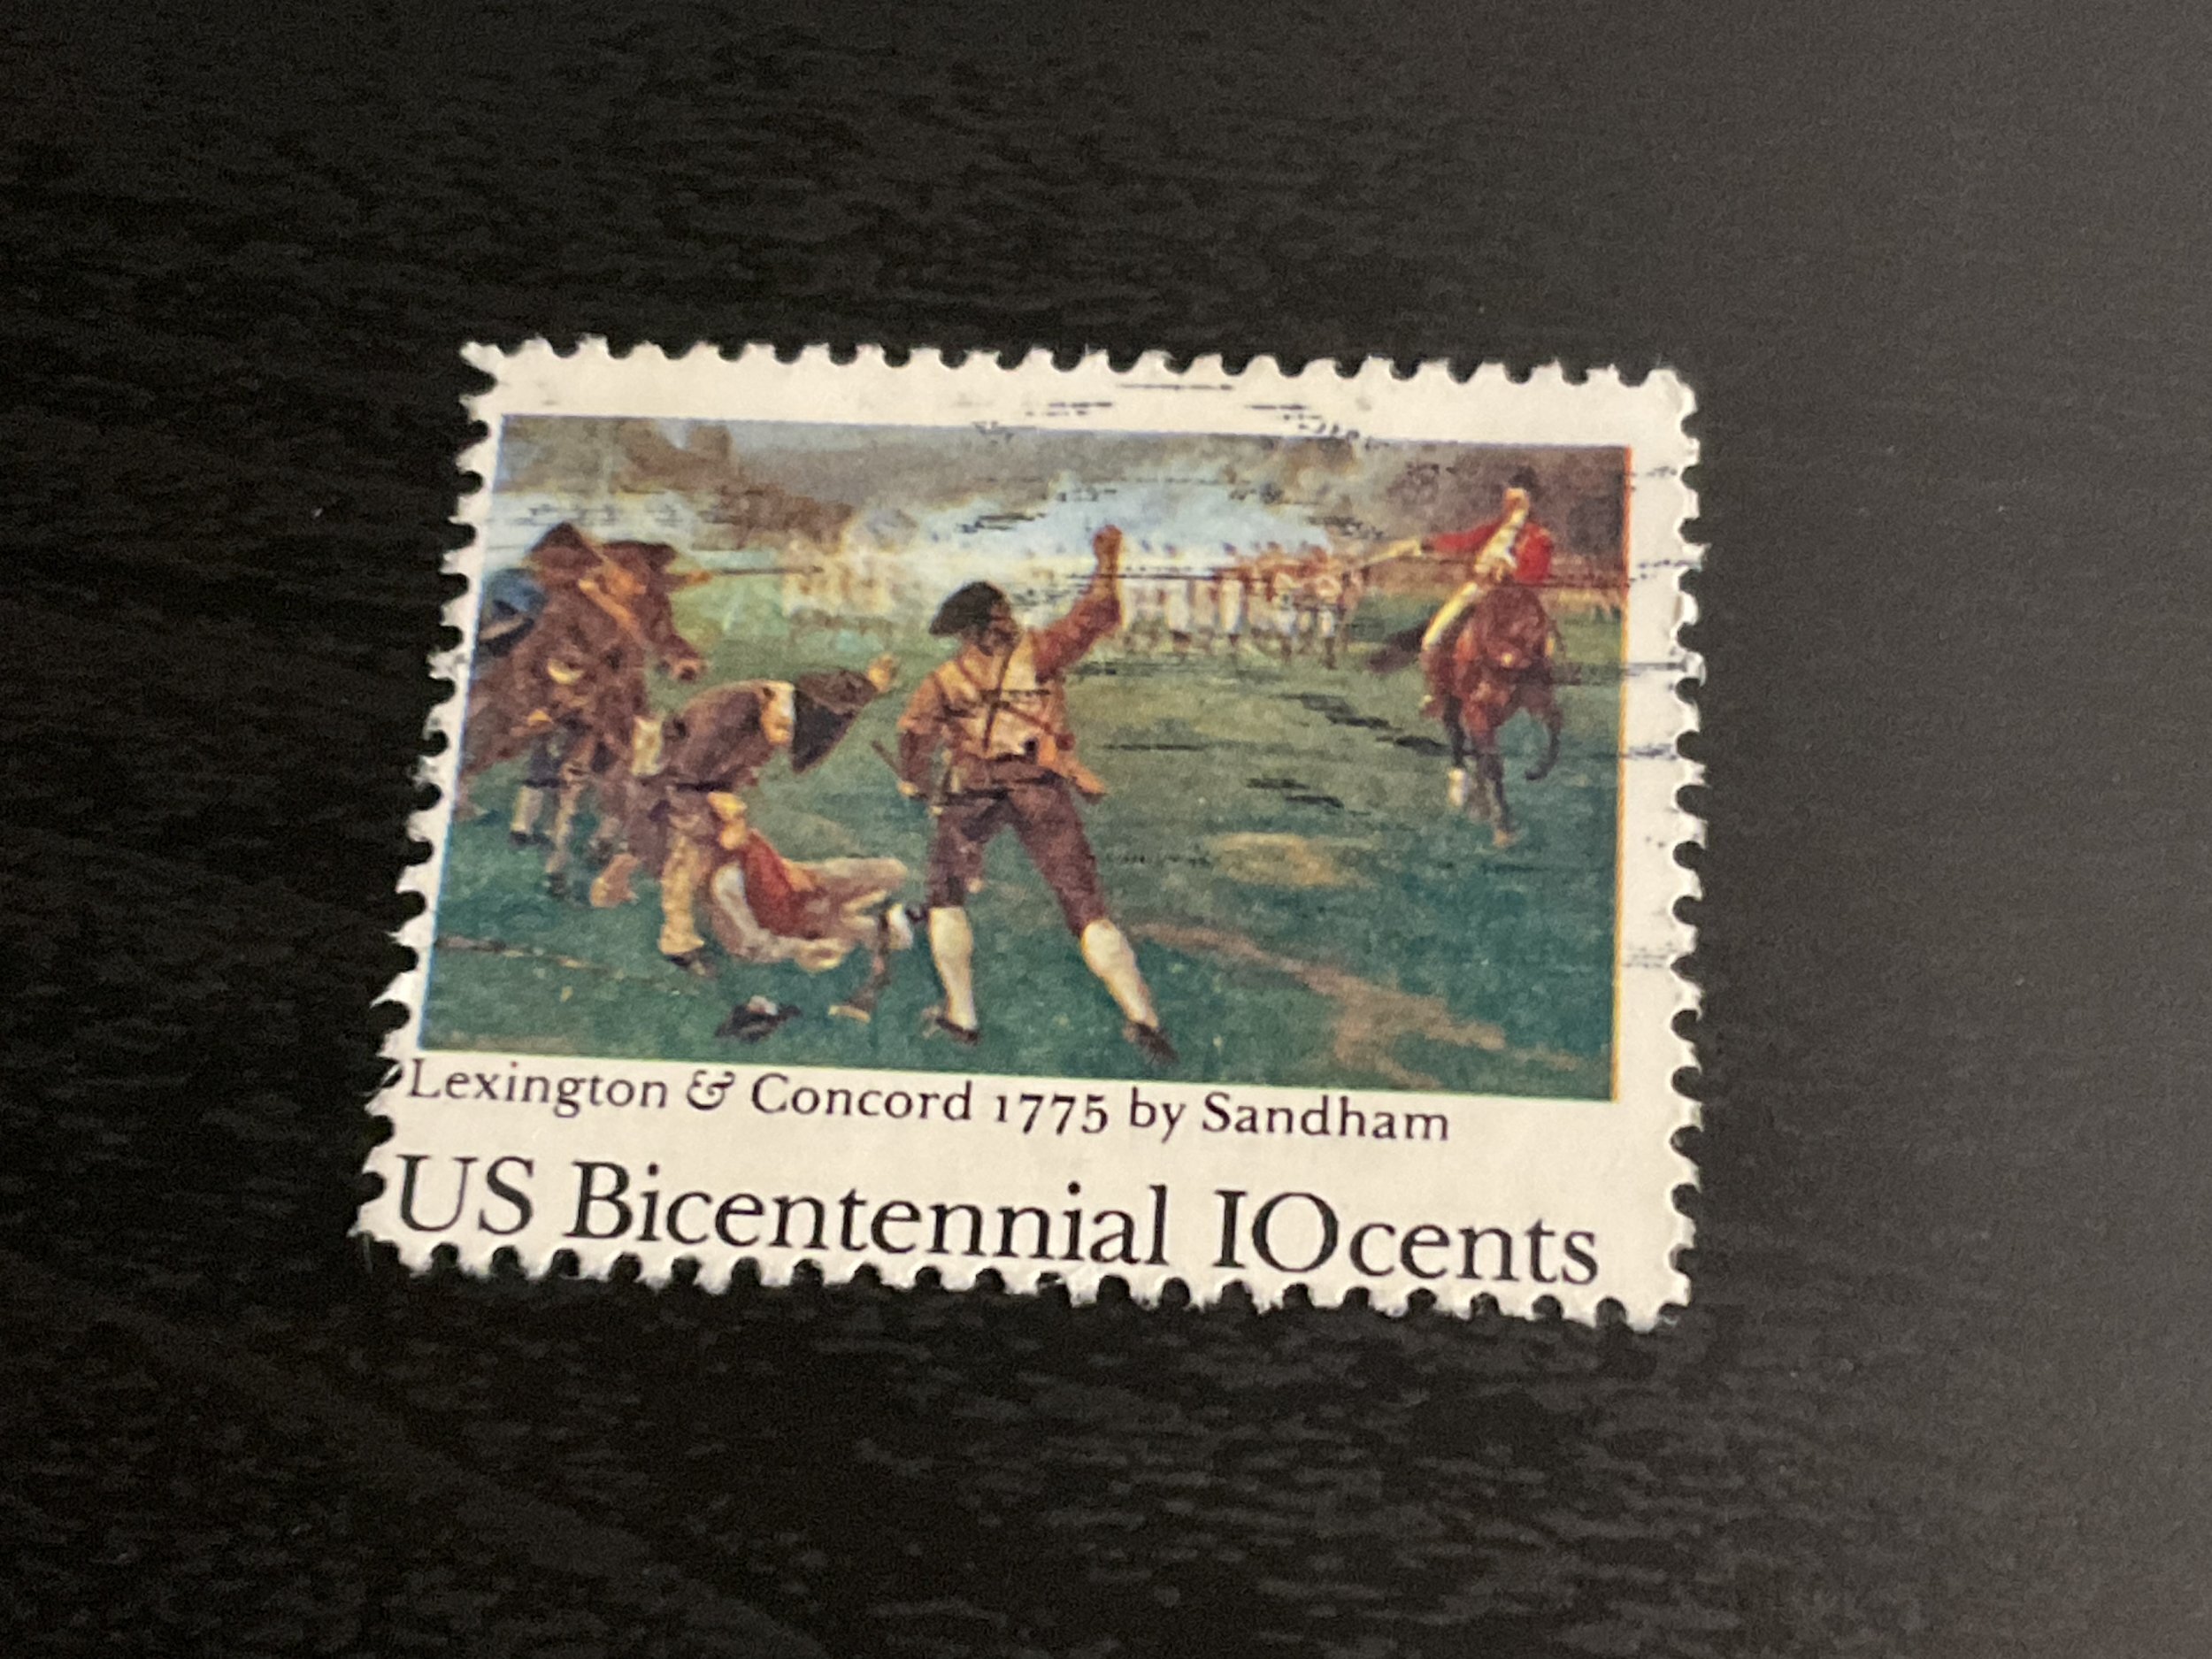 Lexington & Concord 1775 by Sandham
US Bicentennial 10cents